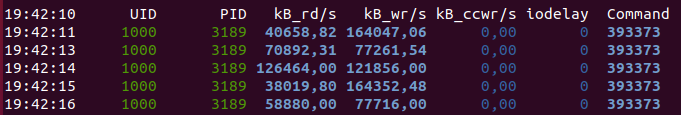 19:42:10 UID PID kB_rd/s kB_wr/s kB_ccwr/s iodelay Command
19:42:11 1000 3189 40658,82 164047,06 0,00 0 393373
19:42:13 1000 3189 70892,31 77261,54 0,00 0 393373
19:42:14 1000 3189 126464,00 121856,00 0,00 0 393373
19:42:15 1000 3189 38019,80 164352,48 0,00 0 393373
19:42:16 1000 3189 58880,00 77716,00 0,00 0 393373